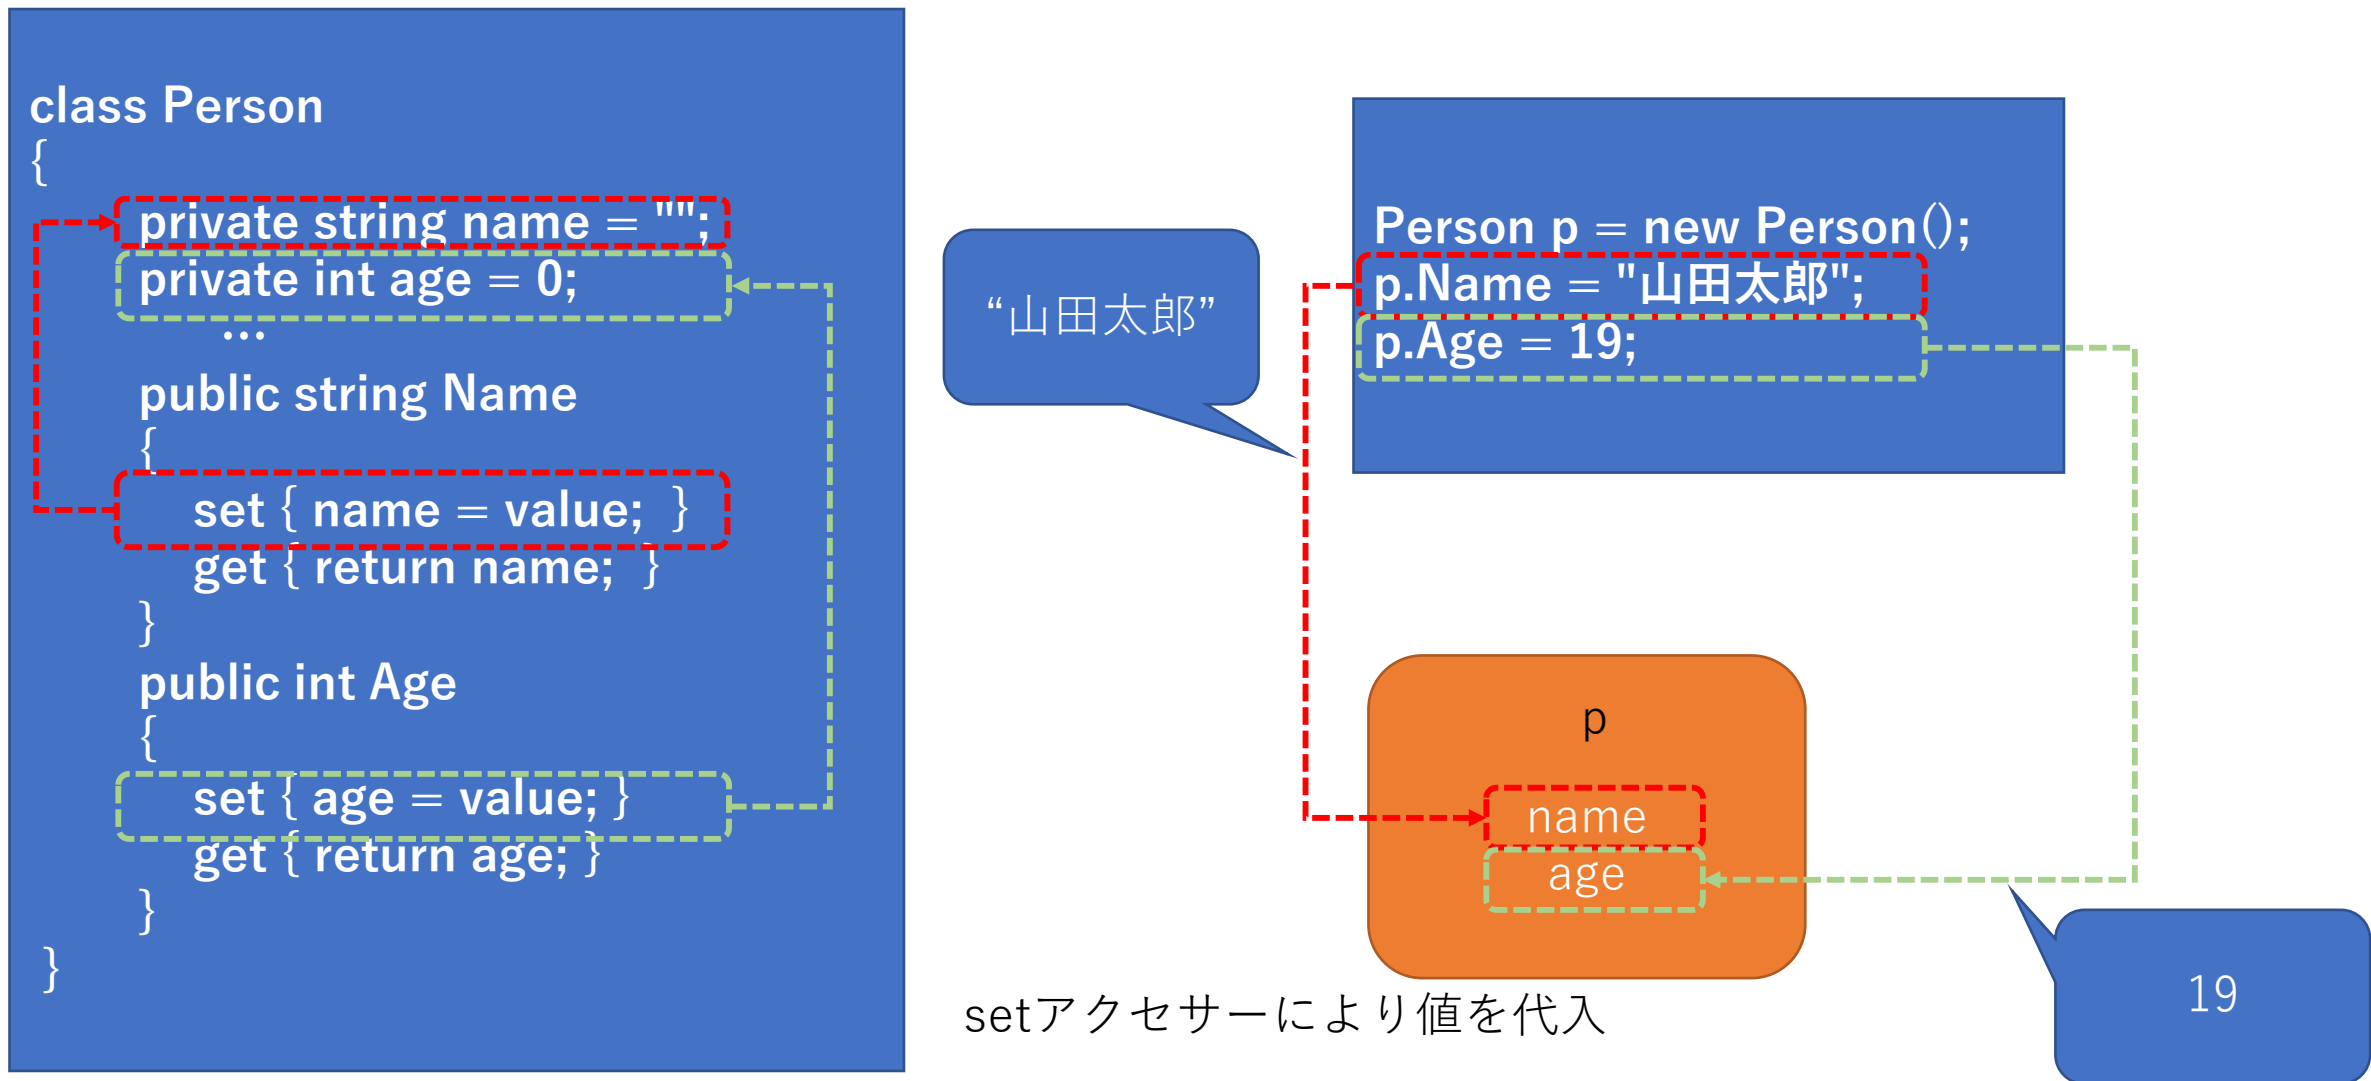 class Person
{
private string name = "";
private int age = 0;
…
public string Name
{
set { name = value; }
get { return name; }
}
public int Age
{
set { age = value; }
get { return age; }
}
}
“山田太郎”
Person p = new Person();
p.Name = "山田太郎";
p.Age = 19;
p
name
age
19
setアクセサーにより値を代入